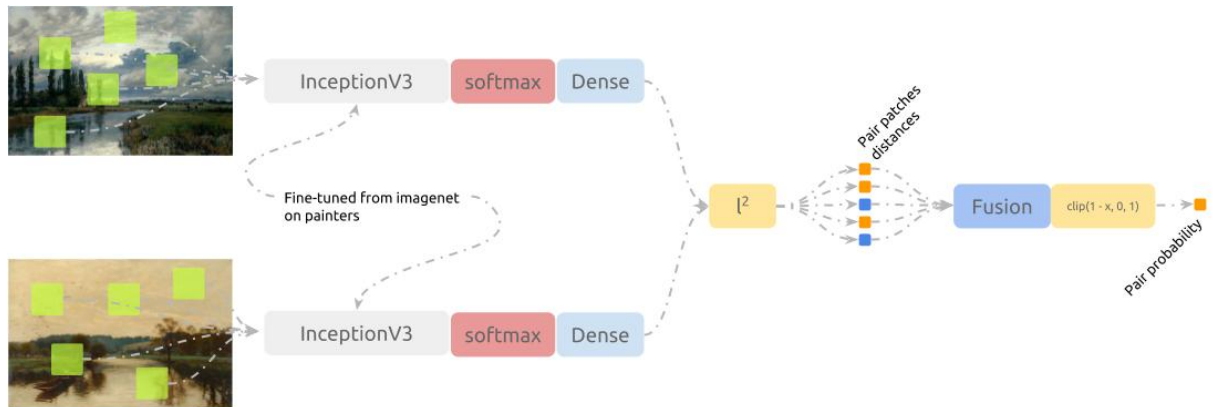 InceptionV3
softmax
Dense
Fine-tuned from imagenet
on painters
InceptionV3
softmax
Dense
l²
Pair patches
distances
Fusion
clip(1 - x, 0, 1)
Pair probability